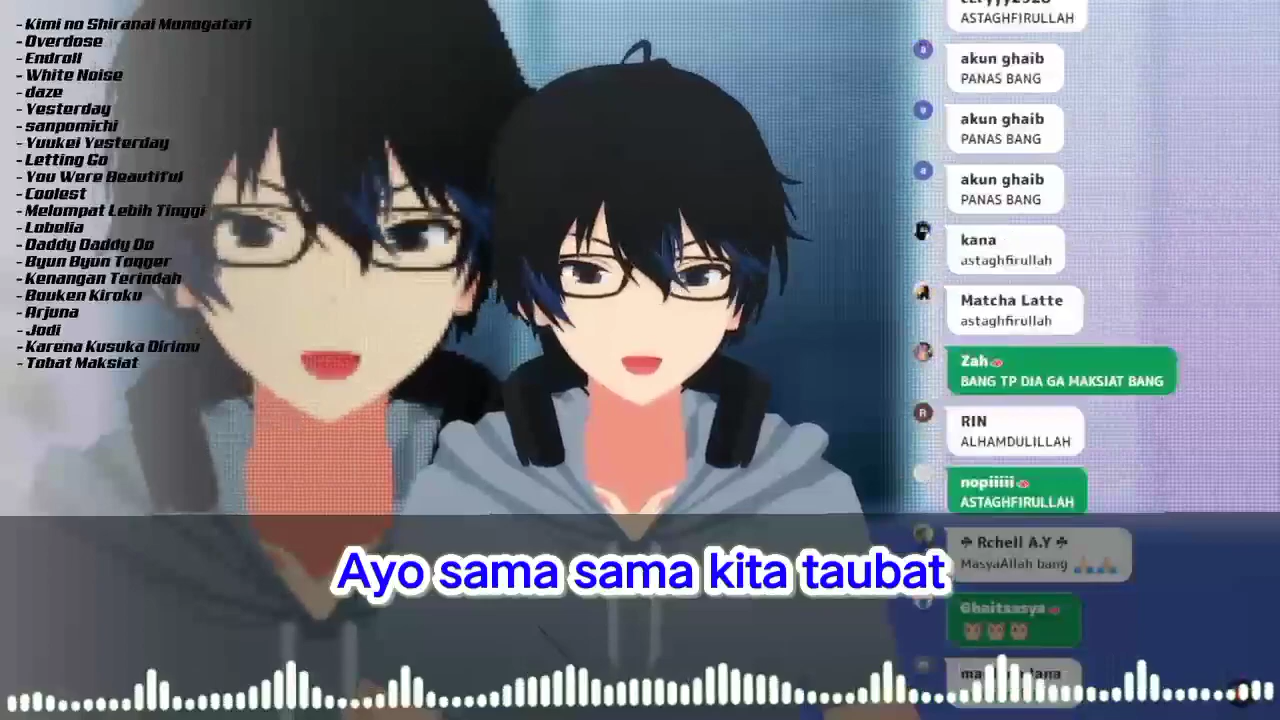 - Kimi no Shiranai Monogatari
- Overdose
- Endroll
- White Noise
- daze
- Yesterday
- sanpomichi
- Yuukei Yesterday
- Letting Go
- You Were Beautiful
- Coolest
- Melompat Lebih Tinggi
- Lobelia
- Daddy Daddy Do
- Byun Byun Togger
- Kenangan Terindah
- Bouken Kiroku
- Arjuna
- Jodi
- Karena Kusuka Dirimu
- Tobat Maksiat
ASTAGHFIRULLAH
akun ghaib
PANAS BANG
akun ghaib
PANAS BANG
akun ghaib
PANAS BANG
kana
astaghfirullah
Matcha Latte
astaghfirullah
Zah
BANG TP DIA GA MAKSIAT BANG
R
RIN
ALHAMDULILLAH
nopiiiii
ASTAGHFIRULLAH
☘ Rchell A.Y ☘
MasyaAllah bang 🙏🙏🙏
Ghaitsasya
Ayo sama sama kita taubat